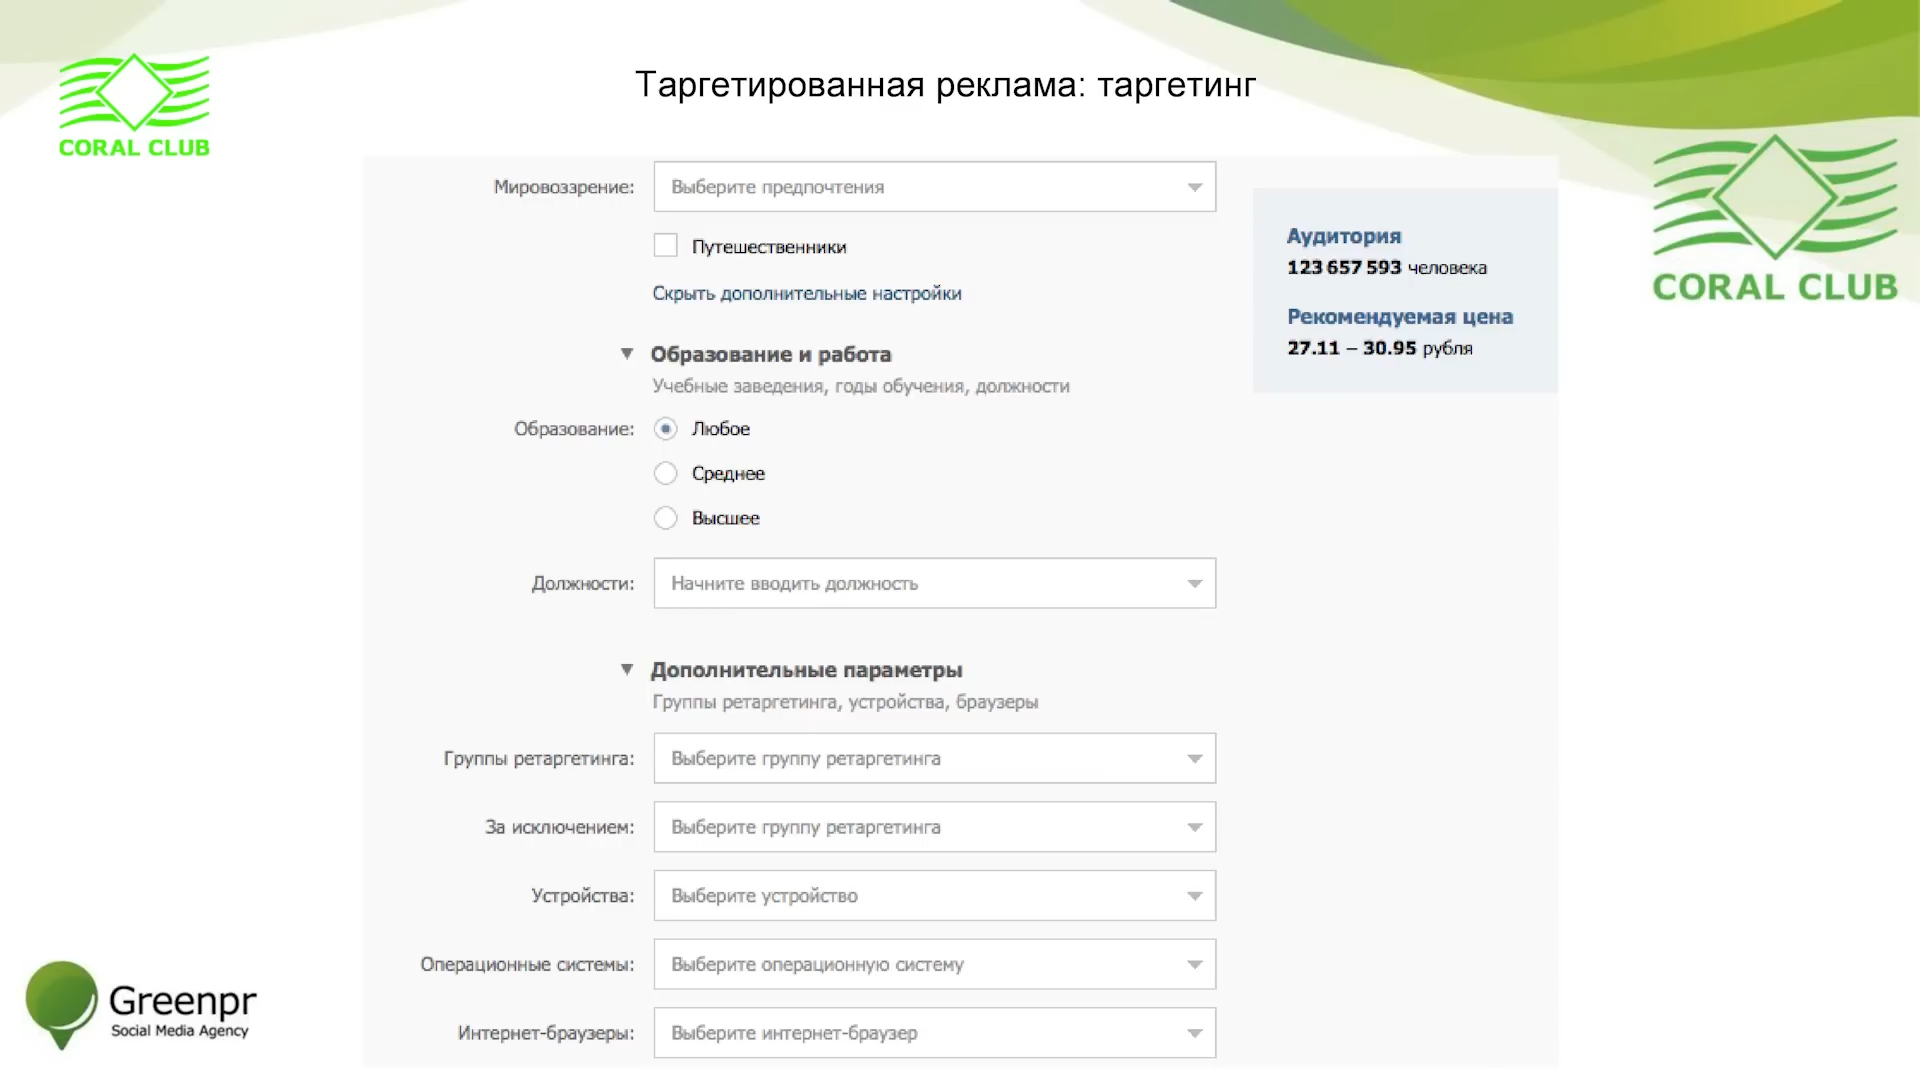 Таргетированная реклама: таргетинг
CORAL CLUB
CORAL CLUB
Мировоззрение: Выберите предпочтения
Путешественники
Скрыть дополнительные настройки
Аудитория
123 657 593 человека
Рекомендуемая цена
27.11 – 30.95 рубля
Образование и работа
Учебные заведения, годы обучения, должности
Образование: Любое
Среднее
Высшее
Должности: Начните вводить должность
Дополнительные параметры
Группы ретаргетинга, устройства, браузеры
Группы ретаргетинга: Выберите группу ретаргетинга
За исключением: Выберите группу ретаргетинга
Устройства: Выберите устройство
Операционные системы: Выберите операционную систему
Интернет-браузеры: Выберите интернет-браузер
Greenpr
Social Media Agency